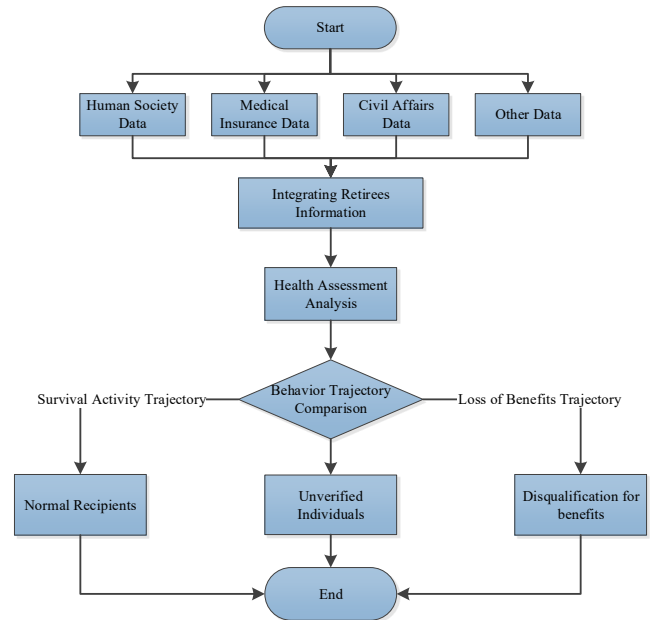 Start
Human Society
Data
Medical
Insurance Data
Civil Affairs
Data
Other Data
Integrating Retirees
Information
Health Assessment
Analysis
Behavior Trajectory
Comparison
Survival Activity Trajectory
Loss of Benefits Trajectory
Normal Recipients
Unverified
Individuals
Disqualification for
benefits
End